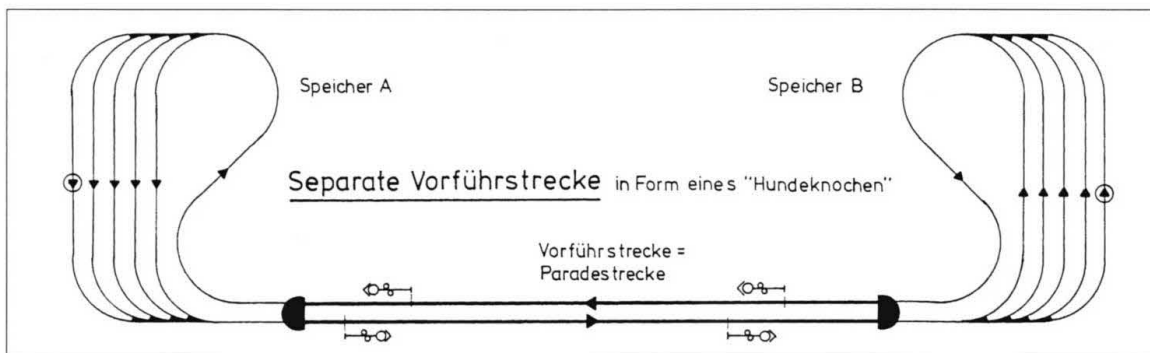 Speicher A
Speicher B
Separate Vorführstrecke in Form eines "Hundeknochen"
Vorführstrecke =
Paradestrecke